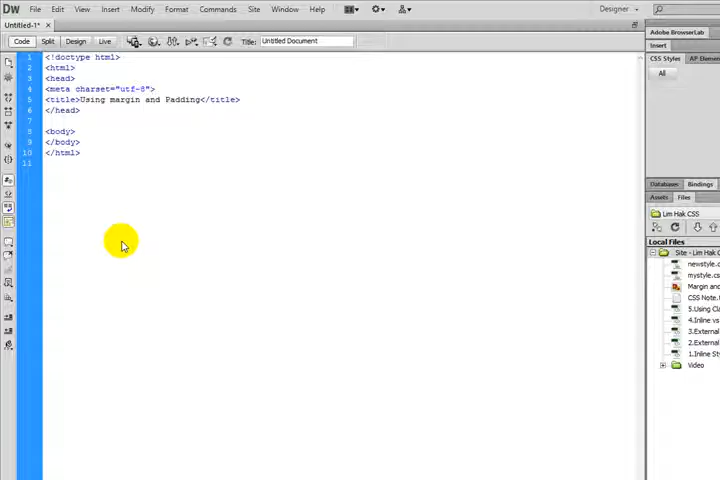 Dw File Edit View Insert Modify Format Commands Site Window Help Designer
Untitled-1* ×
Code Split Design Live Title: Untitled Document
1 <!doctype html>
2 <html>
3 <head>
4 <meta charset="utf-8">
5 <title>Using margin and Padding</title>
6 </head>
7
8 <body>
9 </body>
10 </html>
11
Adobe BrowserLab
Insert
CSS Styles AP Elemen
All
Databases Bindings
Assets Files
Lim Hak CSS
Local Files
Site - Lim Hak C
newstyle.c
mystyle.cs
Margin and
CSS Note.t
5.Using Cla
4.Inline vs
3.External
2.External
1.Inline St
Video